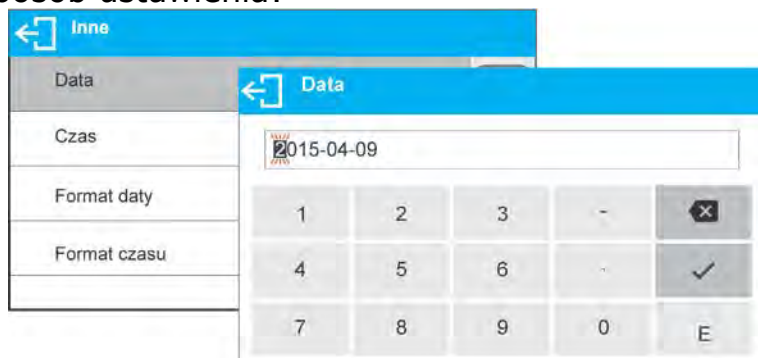 Inne
Data
Czas
Format daty
Format czasu
Data
2015-04-09
1 2 3 -
4 5 6 .
7 8 9 0 E